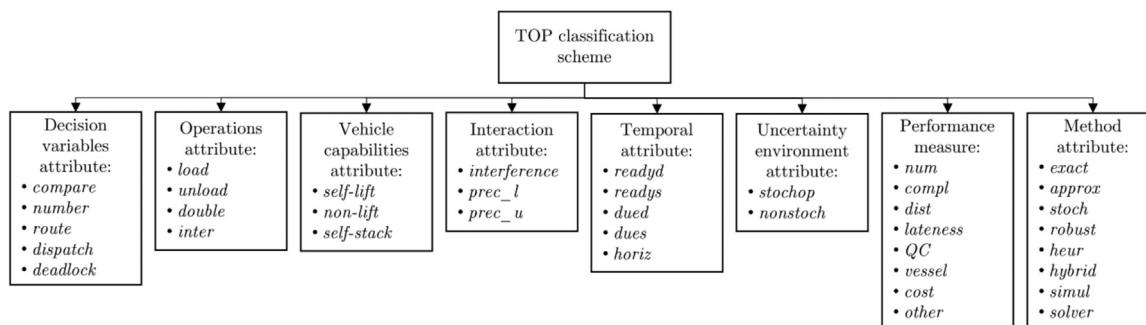 TOP classification
scheme
Decision
variables
attribute:
• compare
• number
• route
• dispatch
• deadlock
Operations
attribute:
• load
• unload
• double
• inter
Vehicle
capabilities
attribute:
• self-lift
• non-lift
• self-stack
Interaction
attribute:
• interference
• prec_l
• prec_u
Temporal
attribute:
• readyd
• readys
• dued
• dues
• horiz
Uncertainty
environment
attribute:
• stochop
• nonstoch
Performance
measure:
• num
• compl
• dist
• lateness
• QC
• vessel
• cost
• other
Method
attribute:
• exact
• approx
• stoch
• robust
• heur
• hybrid
• simul
• solver